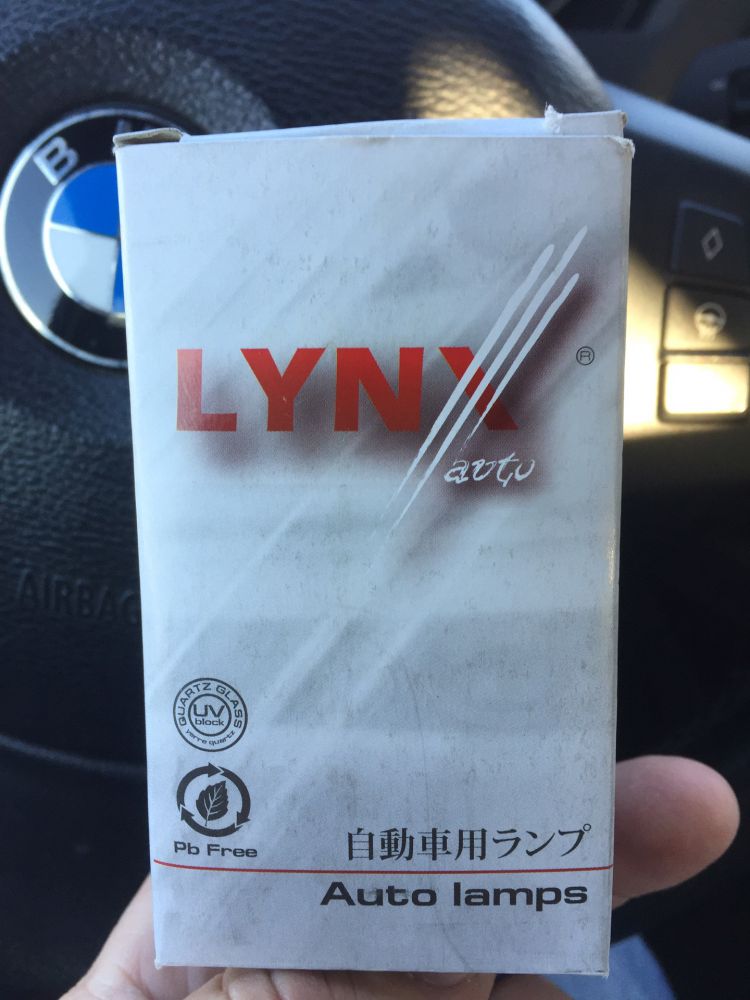 B M
LYNX
®
auto
AIRBAG
QUARTZ GLASS
UV
block
verre quartz
Pb Free
自動車用ランプ
Auto lamps